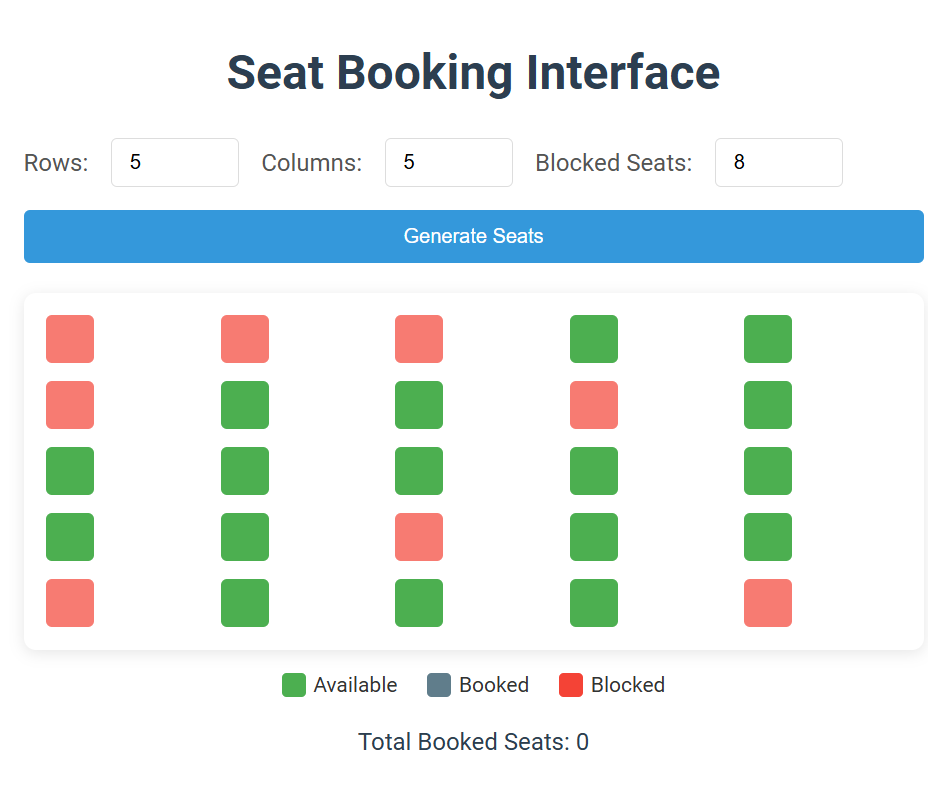 Seat Booking Interface
Rows: 5 Columns: 5 Blocked Seats: 8
Generate Seats
Available Booked Blocked
Total Booked Seats: 0